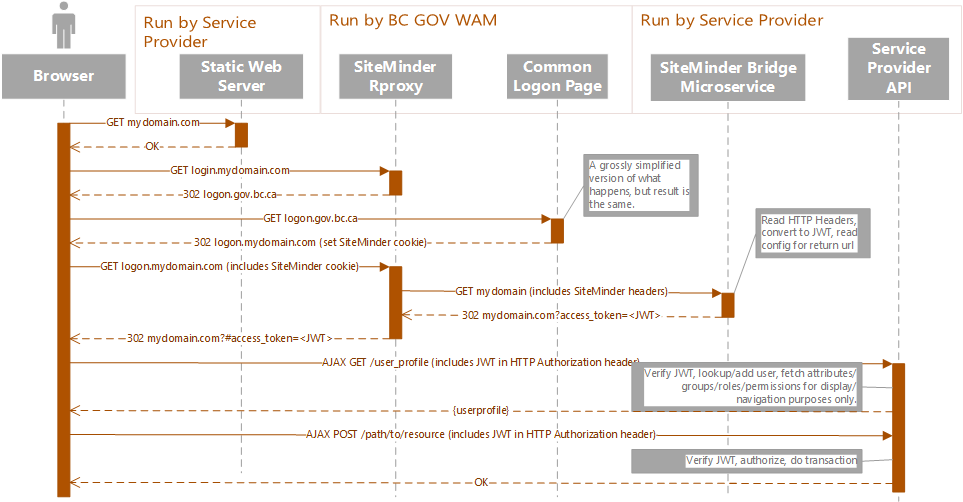 Run by Service
Provider
Run by BC GOV WAM
Run by Service Provider
Browser
Static Web
Server
SiteMinder
Rproxy
Common
Logon Page
SiteMinder Bridge
Microservice
Service
Provider
API
GET mydomain.com
OK
GET login.mydomain.com
302 logon.gov.bc.ca
A grossly simplified
version of what
happens, but result is
the same.
GET logon.gov.bc.ca
302 logon.mydomain.com (set SiteMinder cookie)
Read HTTP Headers,
convert to JWT, read
config for return url
GET logon.mydomain.com (includes SiteMinder cookie)
GET mydomain (includes SiteMinder headers)
302 mydomain.com?access_token=<JWT>
302 mydomain.com?#access_token=<JWT>
AJAX GET /user_profile (includes JWT in HTTP Authorization header)
Verify JWT, lookup/add user, fetch attributes/
groups/roles/permissions for display/
navigation purposes only.
{userprofile}
AJAX POST /path/to/resource (includes JWT in HTTP Authorization header)
Verify JWT, authorize, do transaction
OK